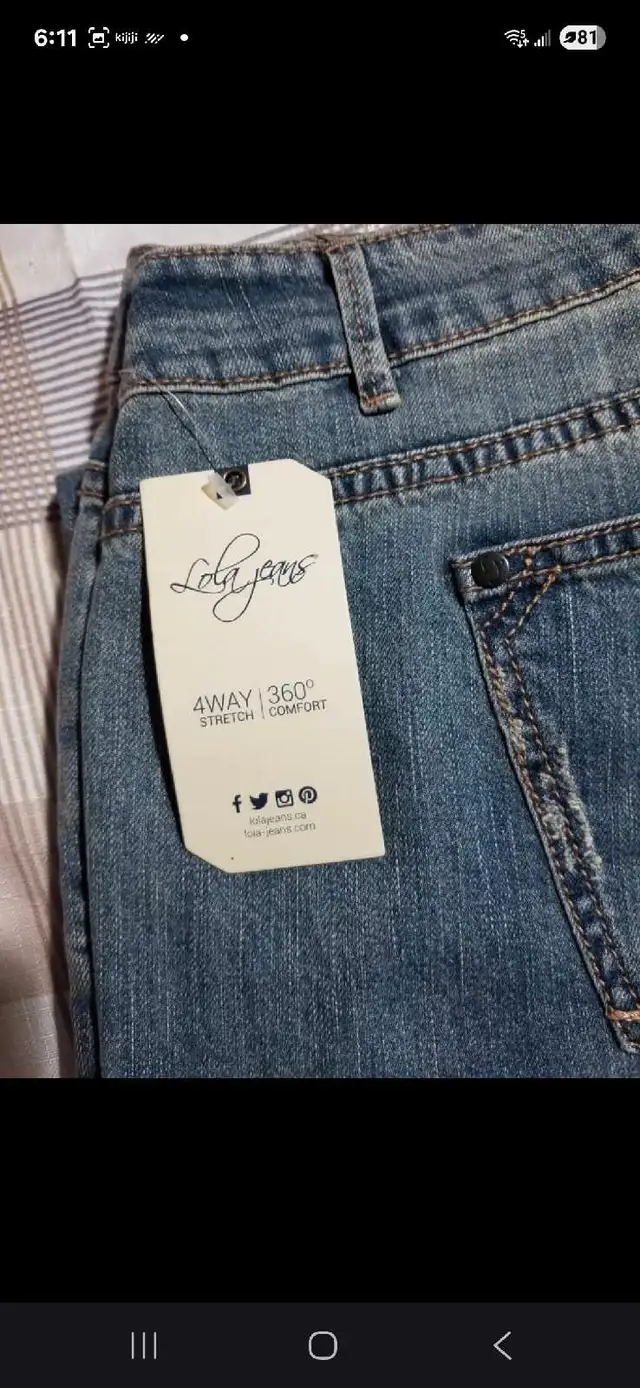 6:11 kijiji 81
Lola jeans
4WAY | 360°
STRETCH | COMFORT
lolajeans.ca
lola-jeans.com